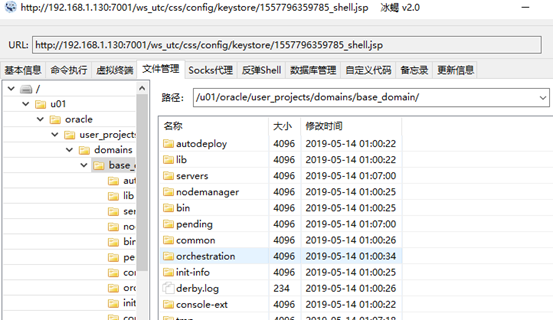 http://192.168.1.130:7001/ws_utc/css/config/keystore/1557796359785_shell.jsp 冰蝎 v2.0
URL: http://192.168.1.130:7001/ws_utc/css/config/keystore/1557796359785_shell.jsp
基本信息 命令执行 虚拟终端 文件管理 Socks代理 反弹Shell 数据库管理 自定义代码 备忘录 更新信息
/
u01
oracle
user_projects
domains
base_d
au
lib
ser
no
bin
pe
co
orc
init
con
路径: /u01/oracle/user_projects/domains/base_domain/
名称 大小 修改时间
autodeploy 4096 2019-05-14 01:00:22
lib 4096 2019-05-14 01:00:22
servers 4096 2019-05-14 01:07:00
nodemanager 4096 2019-05-14 01:00:25
bin 4096 2019-05-14 01:00:25
pending 4096 2019-05-14 01:07:00
common 4096 2019-05-14 01:00:26
orchestration 4096 2019-05-14 01:00:34
init-info 4096 2019-05-14 01:00:25
derby.log 234 2019-05-14 01:00:26
console-ext 4096 2019-05-14 01:00:22